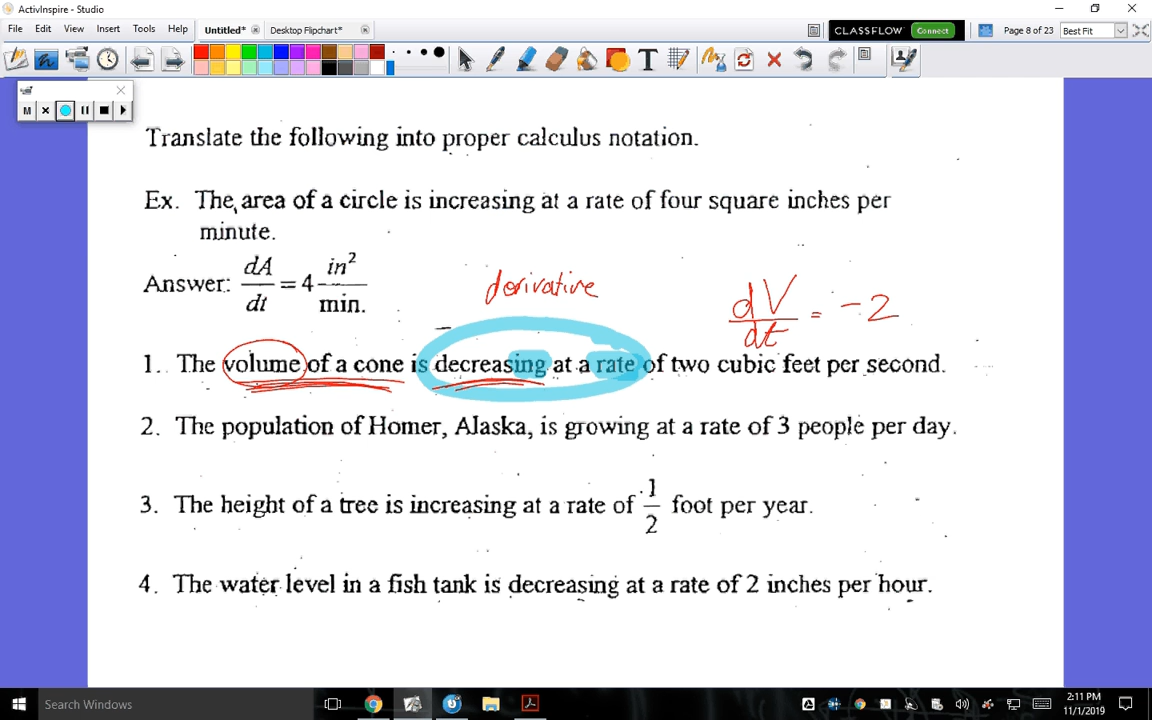 ActivInspire - Studio
File Edit View Insert Tools Help Untitled* Desktop Flipchart* CLASSFLOW Connect Page 8 of 23 Best Fit
M
Translate the following into proper calculus notation.
Ex. The area of a circle is increasing at a rate of four square inches per
minute.
Answer: dA/dt = 4 in²/min.
derivative
dV/dt = -2
1. The volume of a cone is decreasing at a rate of two cubic feet per second.
2. The population of Homer, Alaska, is growing at a rate of 3 people per day.
3. The height of a tree is increasing at a rate of 1/2 foot per year.
4. The water level in a fish tank is decreasing at a rate of 2 inches per hour.
Search Windows
2:11 PM
11/1/2019